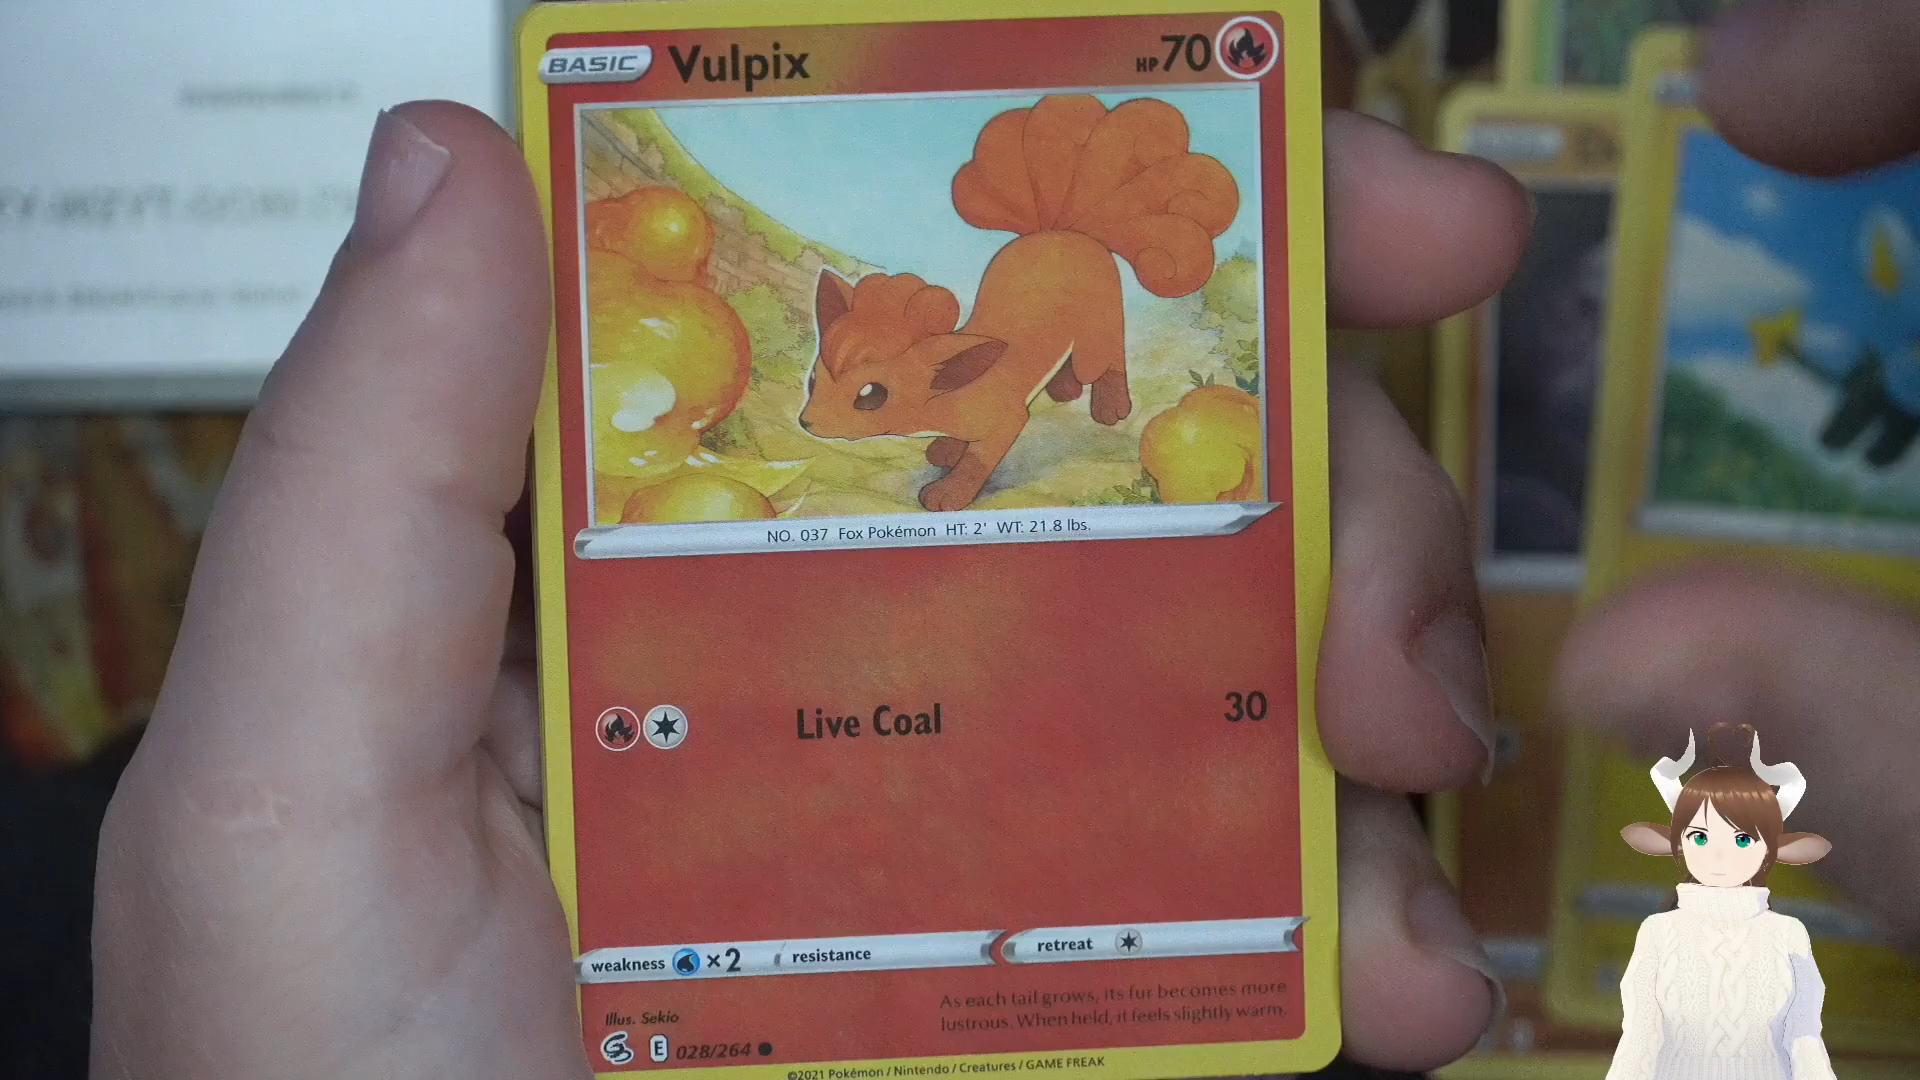 BASIC Vulpix HP 70
NO. 037 Fox Pokémon HT: 2' WT: 21.8 lbs.
Live Coal 30
weakness ×2 resistance retreat
As each tail grows, its fur becomes more
lustrous. When held, it feels slightly warm.
Illus. Sekio
E 028/264
©2021 Pokémon / Nintendo / Creatures / GAME FREAK